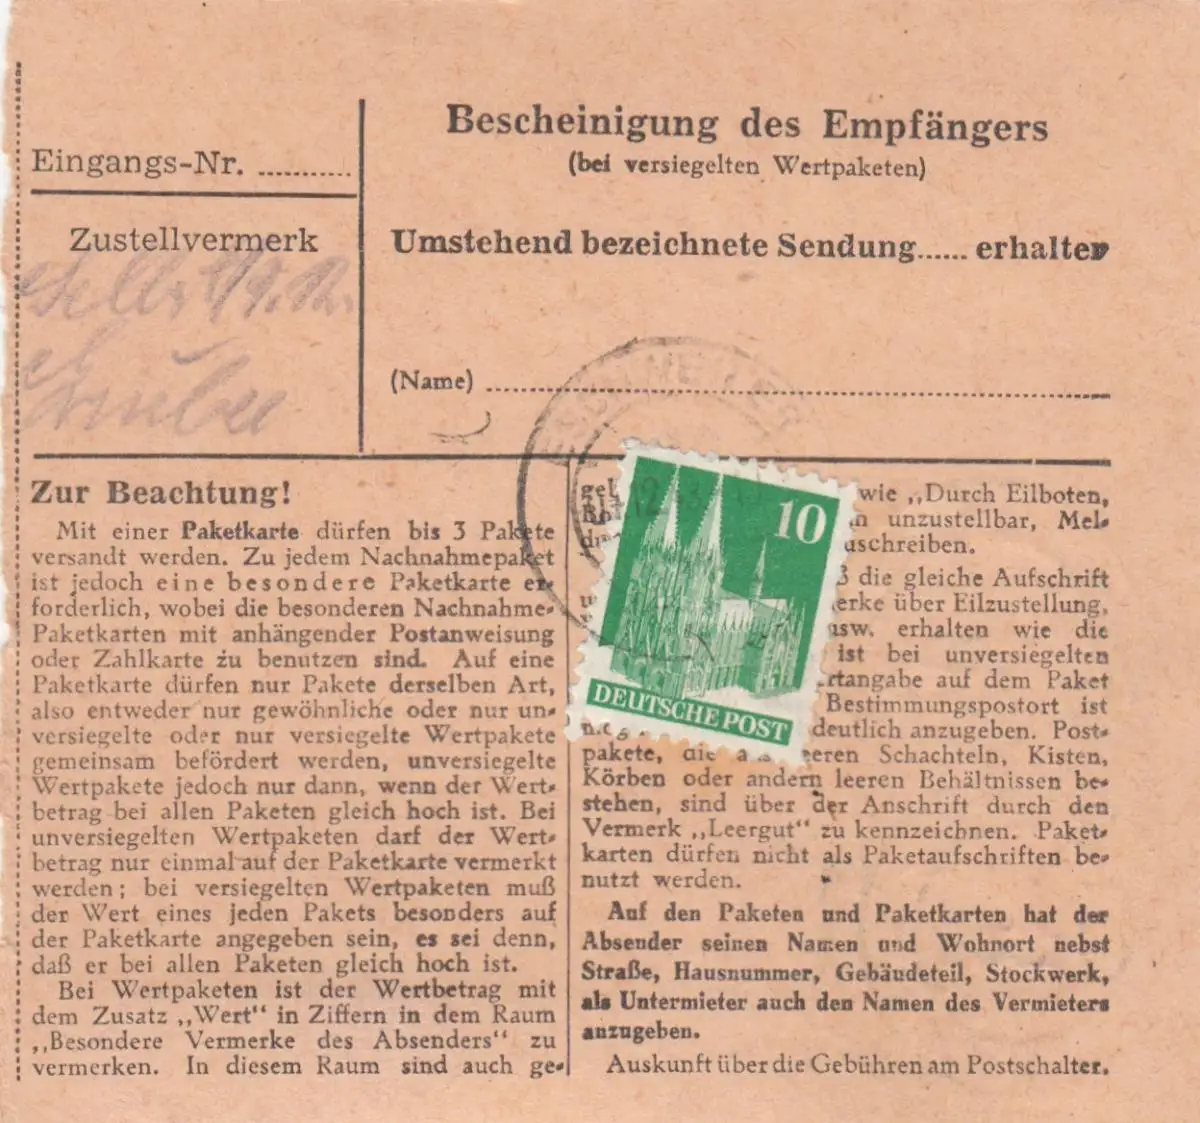 Eingangs-Nr. ..........
Zustellvermerk
Bescheinigung des Empfängers
(bei versiegelten Wertpaketen)
Umstehend bezeichnete Sendung...... erhalten
(Name) ..........
Zur Beachtung!
Mit einer Paketkarte dürfen bis 3 Pakete
versandt werden. Zu jedem Nachnahmepaket
ist jedoch eine besondere Paketkarte er-
forderlich, wobei die besonderen Nachnahme-
Paketkarten mit anhängender Postanweisung
oder Zahlkarte zu benutzen sind. Auf eine
Paketkarte dürfen nur Pakete derselben Art,
also entweder nur gewöhnliche oder nur un-
versiegelte oder nur versiegelte Wertpakete
gemeinsam befördert werden, unversiegelte
Wertpakete jedoch nur dann, wenn der Wert-
betrag bei allen Paketen gleich hoch ist. Bei
unversiegelten Wertpaketen darf der Wert-
betrag nur einmal auf der Paketkarte vermerkt
werden; bei versiegelten Wertpaketen muß
der Wert eines jeden Pakets besonders auf
der Paketkarte angegeben sein, es sei denn,
daß er bei allen Paketen gleich hoch ist.
Bei Wertpaketen ist der Wertbetrag mit
dem Zusatz „Wert“ in Ziffern in dem Raum
„Besondere Vermerke des Absenders“ zu
vermerken. In diesem Raum sind auch ge-
wie „Durch Eilboten,
unzustellbar, Mel-
uschreiben.
die gleiche Aufschrift
erke über Eilzustellung,
usw. erhalten wie die
ist bei unversiegelten
rtangabe auf dem Paket
Bestimmungspostort ist
deutlich anzugeben. Post-
pakete, die eeren Schachteln, Kisten,
Körben oder andern leeren Behältnissen be-
stehen, sind über der Anschrift durch den
Vermerk „Leergut“ zu kennzeichnen. Paket-
karten dürfen nicht als Paketaufschriften be-
nutzt werden.
Auf den Paketen und Paketkarten hat der
Absender seinen Namen und Wohnort nebst
Straße, Hausnummer, Gebäudeteil, Stockwerk,
als Untermieter auch den Namen des Vermieters
anzugeben.
Auskunft über die Gebühren am Postschalter.
10
DEUTSCHE POST